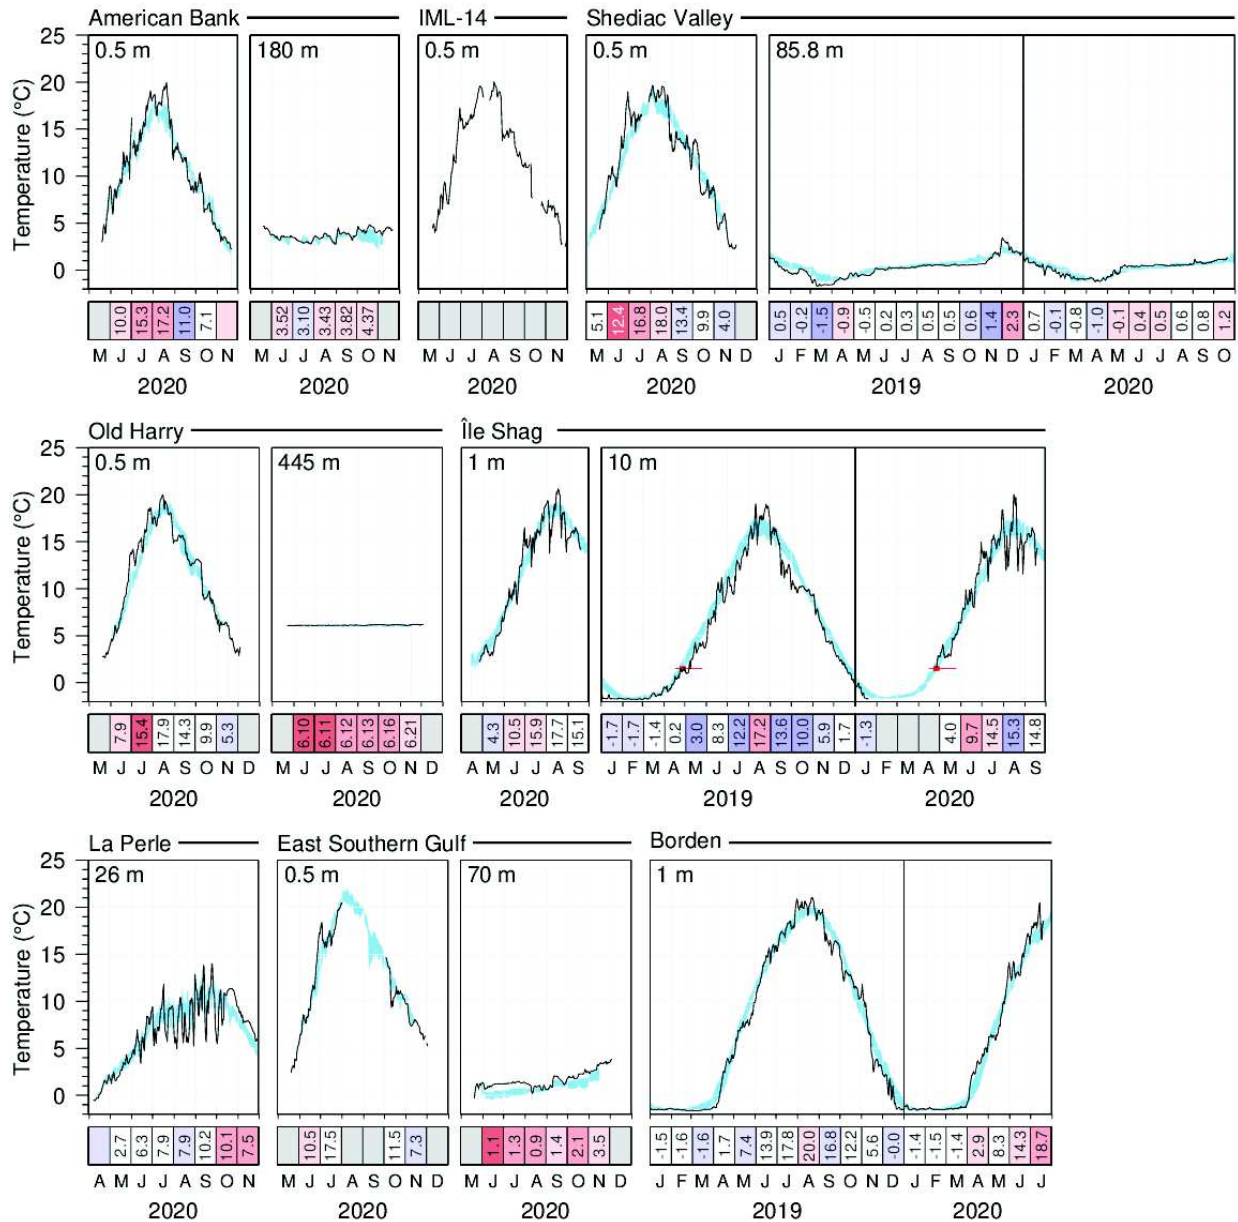 American Bank IML-14 Shediac Valley
0.5 m 180 m 0.5 m 0.5 m 85.8 m
Temperature (°C)
25
20
15
10
5
0
10.0 15.3 17.2 11.0 7.1 3.52 3.10 3.43 3.82 4.37 5.1 12.4 16.8 18.0 13.4 9.9 4.0 0.5 -0.2 -1.5 -0.9 -0.5 0.2 0.3 0.5 0.5 0.6 1.4 2.3 0.7 -0.1 -0.8 -1.0 -0.1 0.4 0.5 0.6 0.8 1.2
M J J A S O N M J J A S O N M J J A S O N M J J A S O N D J F M A M J J A S O N D J F M A M J J A S O
2020 2020 2020 2020 2019 2020
Old Harry Île Shag
0.5 m 445 m 1 m 10 m
Temperature (°C)
25
20
15
10
5
0
7.9 15.4 17.9 14.3 9.9 5.3 6.10 6.11 6.12 6.13 6.16 6.21 4.3 10.5 15.9 17.7 15.1 -1.7 -1.7 -1.4 0.2 3.0 8.3 12.2 17.2 13.6 10.0 5.9 1.7 -1.3 4.0 9.7 14.5 15.3 14.8
M J J A S O N D M J J A S O N D A M J J A S J F M A M J J A S O N D J F M A M J J A S
2020 2020 2020 2019 2020
La Perle East Southern Gulf Borden
26 m 0.5 m 70 m 1 m
Temperature (°C)
25
20
15
10
5
0
2.7 6.3 7.9 7.9 10.2 10.1 7.5 10.5 17.5 11.5 7.3 1.1 1.3 0.9 1.4 2.1 3.5 -1.5 -1.6 -1.6 1.7 7.4 13.9 17.8 20.0 16.8 12.2 5.6 -0.0 -1.4 -1.5 -1.4 2.9 8.3 14.3 18.7
A M J J A S O N M J J A S O N D M J J A S O N D J F M A M J J A S O N D J F M A M J J
2020 2020 2020 2019 2020